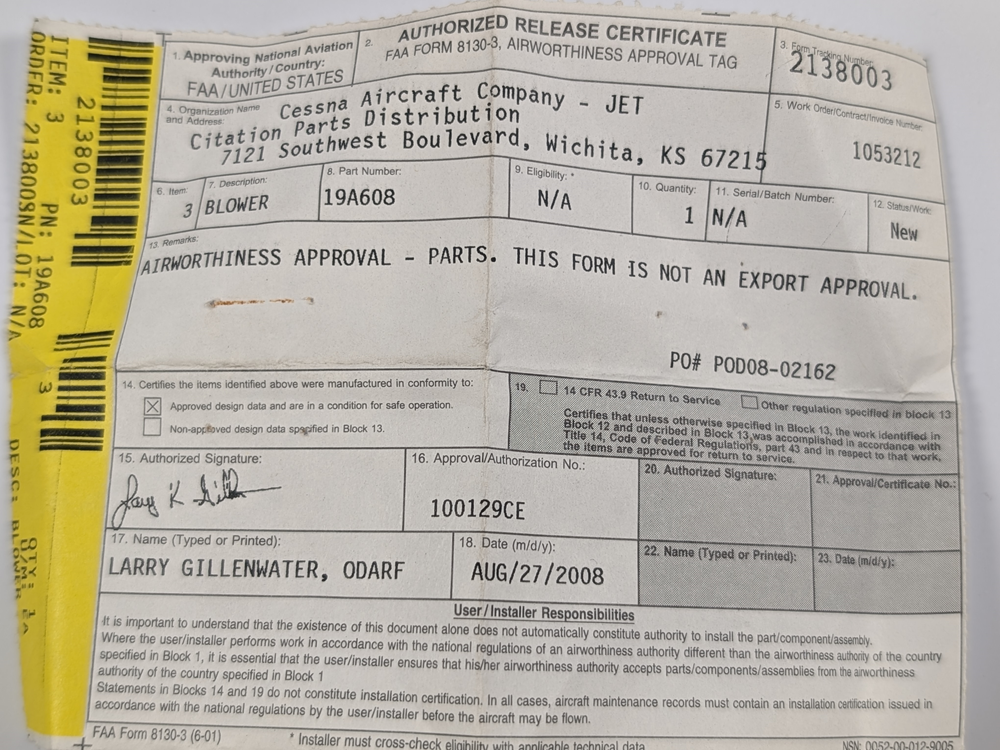 ITEM: 3 PN: 19A608 3
ORDER: 2138003
SN/LOT: N/A
DESC: BLOWER
QTY: 1
U/M: EA
2138003
1. Approving National Aviation
Authority/Country:
FAA/UNITED STATES
2.
AUTHORIZED RELEASE CERTIFICATE
FAA FORM 8130-3, AIRWORTHINESS APPROVAL TAG
3. Form Tracking Number:
2138003
4. Organization Name
and Address:
Cessna Aircraft Company - JET
Citation Parts Distribution
7121 Southwest Boulevard, Wichita, KS 67215
5. Work Order/Contract/Invoice Number:
1053212
6. Item:
3
7. Description:
BLOWER
8. Part Number:
19A608
9. Eligibility: *
N/A
10. Quantity:
1
11. Serial/Batch Number:
N/A
12. Status/Work:
New
13. Remarks:
AIRWORTHINESS APPROVAL - PARTS. THIS FORM IS NOT AN EXPORT APPROVAL.
PO# POD08-02162
14. Certifies the items identified above were manufactured in conformity to:
Approved design data and are in a condition for safe operation.
Non-approved design data specified in Block 13.
19. 14 CFR 43.9 Return to Service Other regulation specified in block 13
Certifies that unless otherwise specified in Block 13, the work identified in
Block 12 and described in Block 13,was accomplished in accordance with
Title 14, Code of Federal Regulations, part 43 and in respect to that work,
the items are approved for return to service.
15. Authorized Signature:
16. Approval/Authorization No.:
100129CE
20. Authorized Signature:
21. Approval/Certificate No.:
17. Name (Typed or Printed):
LARRY GILLENWATER, ODARF
18. Date (m/d/y):
AUG/27/2008
22. Name (Typed or Printed):
23. Date (m/d/y):
User/Installer Responsibilities
It is important to understand that the existence of this document alone does not automatically constitute authority to install the part/component/assembly.
Where the user/installer performs work in accordance with the national regulations of an airworthiness authority different than the airworthiness authority of the country
specified in Block 1, it is essential that the user/installer ensures that his/her airworthiness authority accepts parts/components/assemblies from the airworthiness
authority of the country specified in Block 1
Statements in Blocks 14 and 19 do not constitute installation certification. In all cases, aircraft maintenance records must contain an installation certification issued in
accordance with the national regulations by the user/installer before the aircraft may be flown.
FAA Form 8130-3 (6-01)
* Installer must cross-check eligibility with applicable technical data
NSN: 0052-00-012-9005